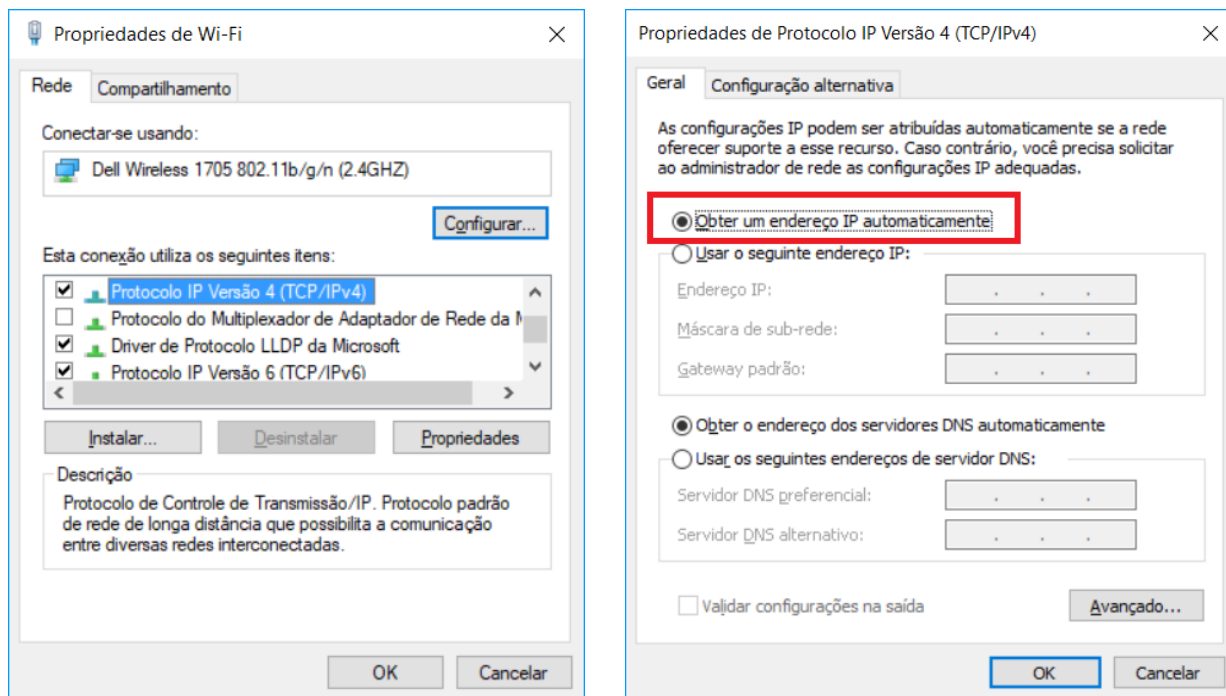 Propriedades de Wi-Fi
Rede
Compartilhamento
Conectar-se usando:
Dell Wireless 1705 802.11b/g/n (2.4GHZ)
Configurar...
Esta conexão utiliza os seguintes itens:
Protocolo IP Versão 4 (TCP/IPv4)
Protocolo do Multiplexador de Adaptador de Rede da
Driver de Protocolo LLDP da Microsoft
Protocolo IP Versão 6 (TCP/IPv6)
Instalar...
Desinstalar
Propriedades
Descrição
Protocolo de Controle de Transmissão/IP. Protocolo padrão
de rede de longa distância que possibilita a comunicação
entre diversas redes interconectadas.
OK
Cancelar
Propriedades de Protocolo IP Versão 4 (TCP/IPv4)
Geral
Configuração alternativa
As configurações IP podem ser atribuídas automaticamente se a rede
oferecer suporte a esse recurso. Caso contrário, você precisa solicitar
ao administrador de rede as configurações IP adequadas.
Obter um endereço IP automaticamente
Usar o seguinte endereço IP:
Endereço IP:
Máscara de sub-rede:
Gateway padrão:
Obter o endereço dos servidores DNS automaticamente
Usar os seguintes endereços de servidor DNS:
Servidor DNS preferencial:
Servidor DNS alternativo:
Validar configurações na saída
Avançado...
OK
Cancelar